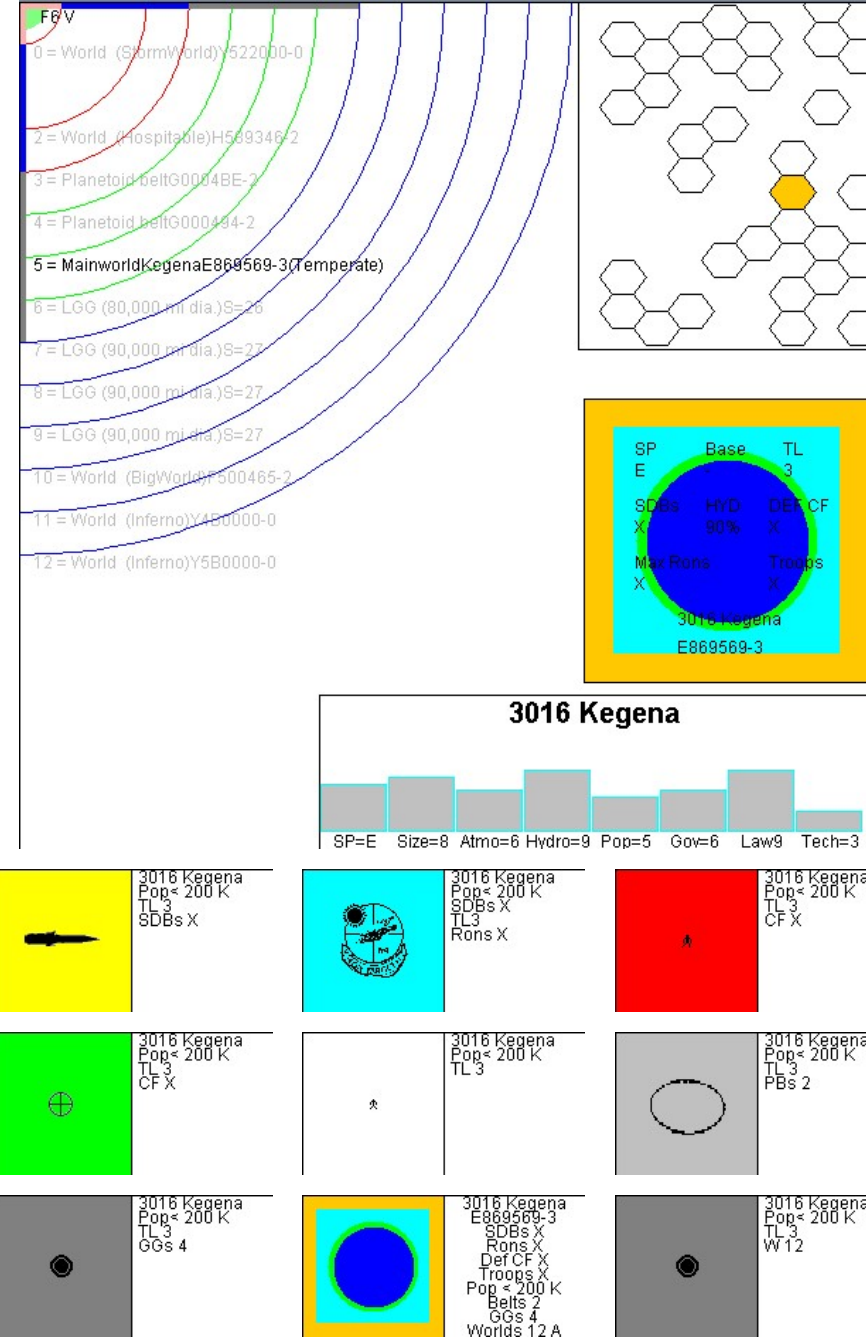 F6 V
0 = World (StormWorld)Y522000-0
2 = World (Hospitable)H589346-2
3 = Planetoid beltG0004BE-2
4 = Planetoid beltG000494-2
5 = MainworldKegenaE869569-3(Temperate)
6 = LGG (80,000 mi dia.)S=26
7 = LGG (90,000 mi dia.)S=27
8 = LGG (90,000 mi dia.)S=27
9 = LGG (90,000 mi dia.)S=27
10 = World (BigWorld)F500465-2
11 = World (Inferno)Y4B0000-0
12 = World (Inferno)Y5B0000-0
SP Base TL
E 3
SDBs HYD DEF CF
X 90% X
Max Rons Troops
X X
3016 Kegena
E869569-3
3016 Kegena
SP=E Size=8 Atmo=6 Hydro=9 Pop=5 Gov=6 Law9 Tech=3
3016 Kegena
Pop< 200 K
TL 3
SDBs X
3016 Kegena
Pop< 200 K
SDBs X
TL3
Rons X
3016 Kegena
Pop< 200 K
TL 3
CF X
3016 Kegena
Pop< 200 K
TL 3
CF X
3016 Kegena
Pop< 200 K
TL 3
3016 Kegena
Pop< 200 K
TL 3
PBs 2
3016 Kegena
Pop< 200 K
TL 3
GGs 4
3016 Kegena
E869569-3
SDBs X
Rons X
Def CF X
Troops X
Pop < 200 K
Belts 2
GGs 4
Worlds 12 A
3016 Kegena
Pop< 200 K
TL 3
W 12